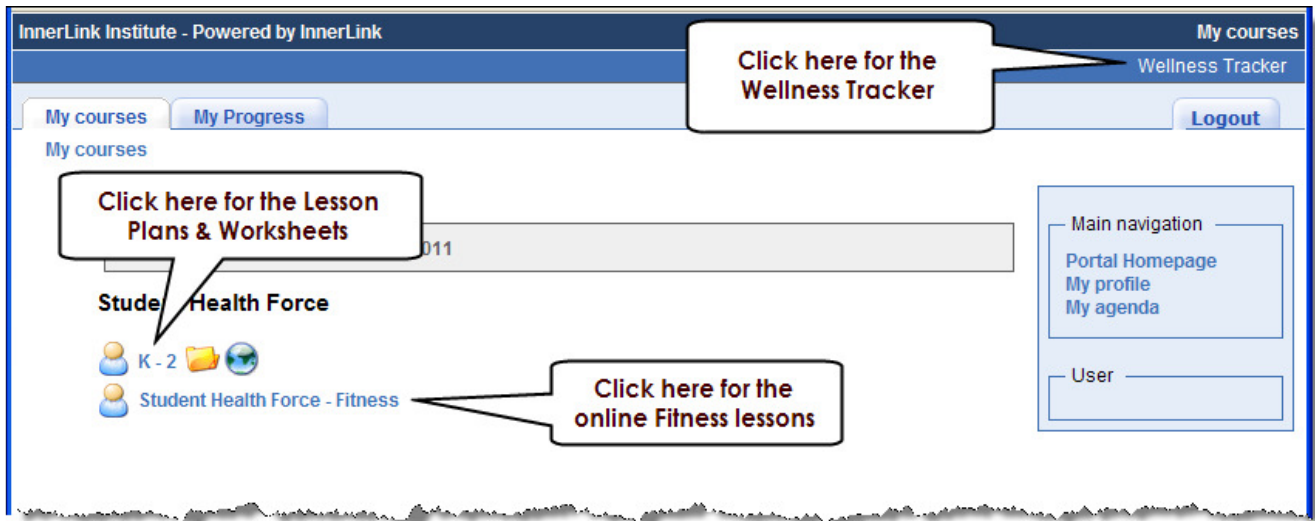 InnerLink Institute - Powered by InnerLink
My courses
Click here for the
Wellness Tracker
Wellness Tracker
My courses
My Progress
Logout
My courses
Click here for the Lesson
Plans & Worksheets
011
Main navigation
Portal Homepage
My profile
My agenda
Health Force
K - 2
Student Health Force - Fitness
Click here for the
online Fitness lessons
User